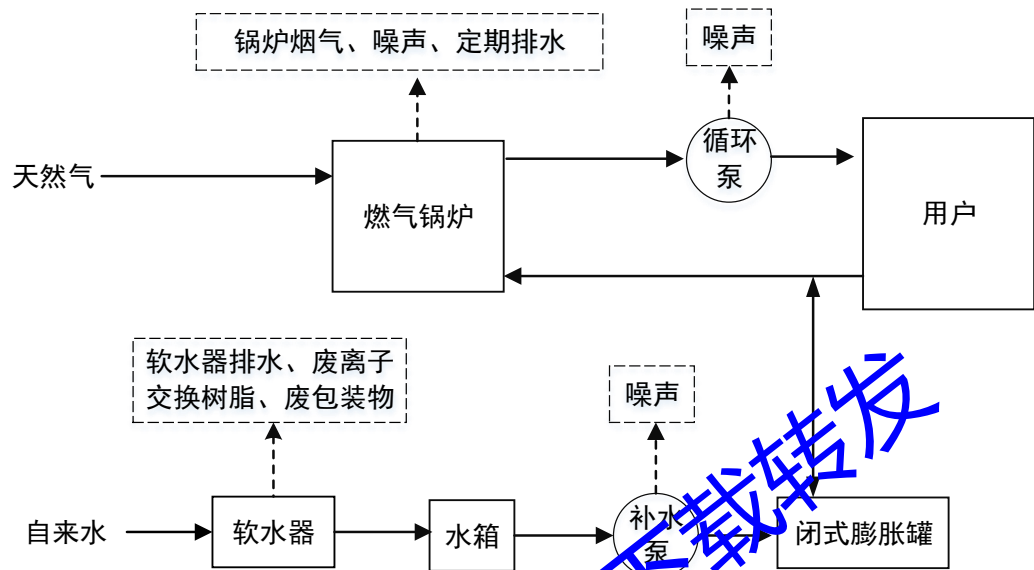 锅炉烟气、噪声、定期排水
噪声
循环
泵
天然气
燃气锅炉
用户
软水器排水、废离子
交换树脂、废包装物
噪声
自来水
软水器
水箱
补水
泵
闭式膨胀罐
下载转发